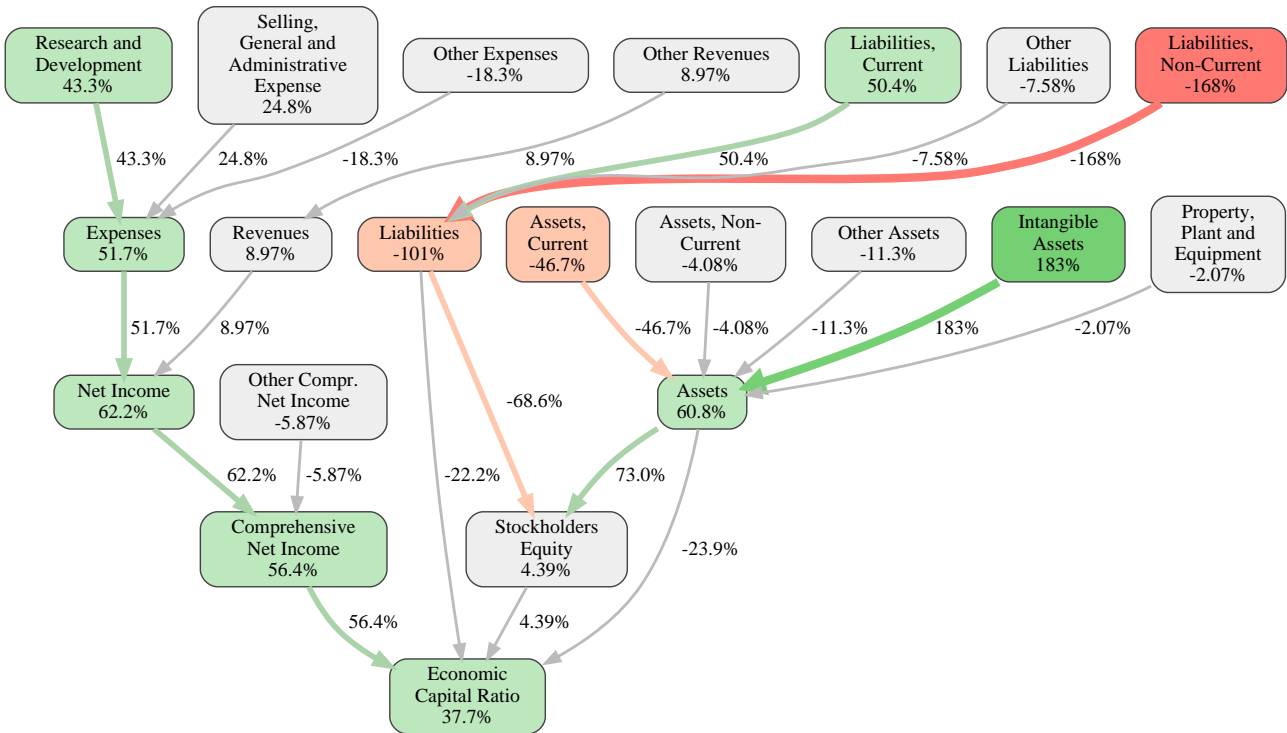 Research and
Development
43.3%
Selling,
General and
Administrative
Expense
24.8%
Other Expenses
-18.3%
Other Revenues
8.97%
Liabilities,
Current
50.4%
Other
Liabilities
-7.58%
Liabilities,
Non-Current
-168%
43.3%
24.8%
-18.3%
8.97%
50.4%
-7.58%
-168%
Expenses
51.7%
Revenues
8.97%
Liabilities
-101%
Assets,
Current
-46.7%
Assets, Non-
Current
-4.08%
Other Assets
-11.3%
Intangible
Assets
183%
Property,
Plant and
Equipment
-2.07%
51.7%
8.97%
-46.7%
-4.08%
-11.3%
183%
-2.07%
Net Income
62.2%
Other Compr.
Net Income
-5.87%
-68.6%
Assets
60.8%
62.2%
-5.87%
-22.2%
73.0%
Comprehensive
Net Income
56.4%
Stockholders
Equity
4.39%
-23.9%
56.4%
4.39%
Economic
Capital Ratio
37.7%